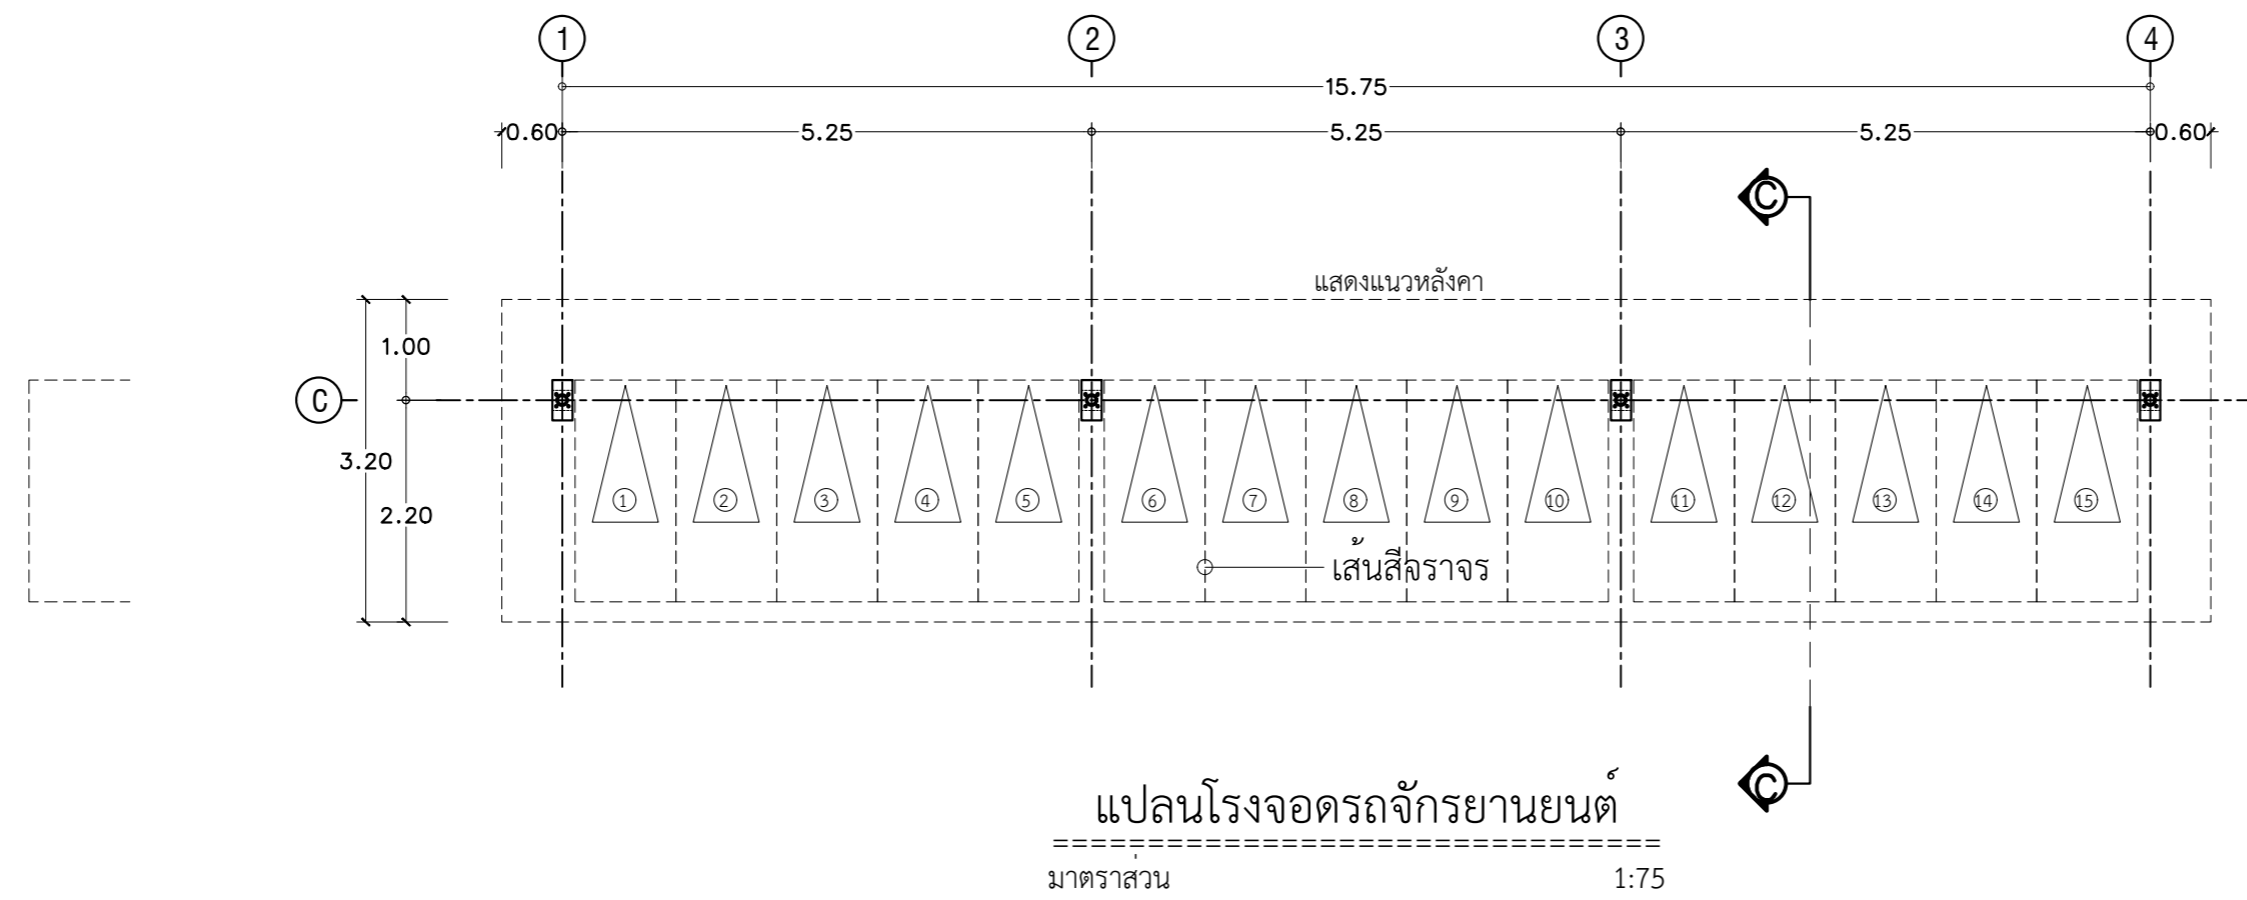 1 2 3 4
15.75
0.60 5.25 5.25 5.25 0.60
C
แสดงแนวหลังคา
1.00
C
3.20
2.20
1 2 3 4 5 6 7 8 9 10 11 12 13 14 15
เส้นสีจราจร
C
แปลนโรงจอดรถจักรยานยนต์
================================
มาตราส่วน 1:75